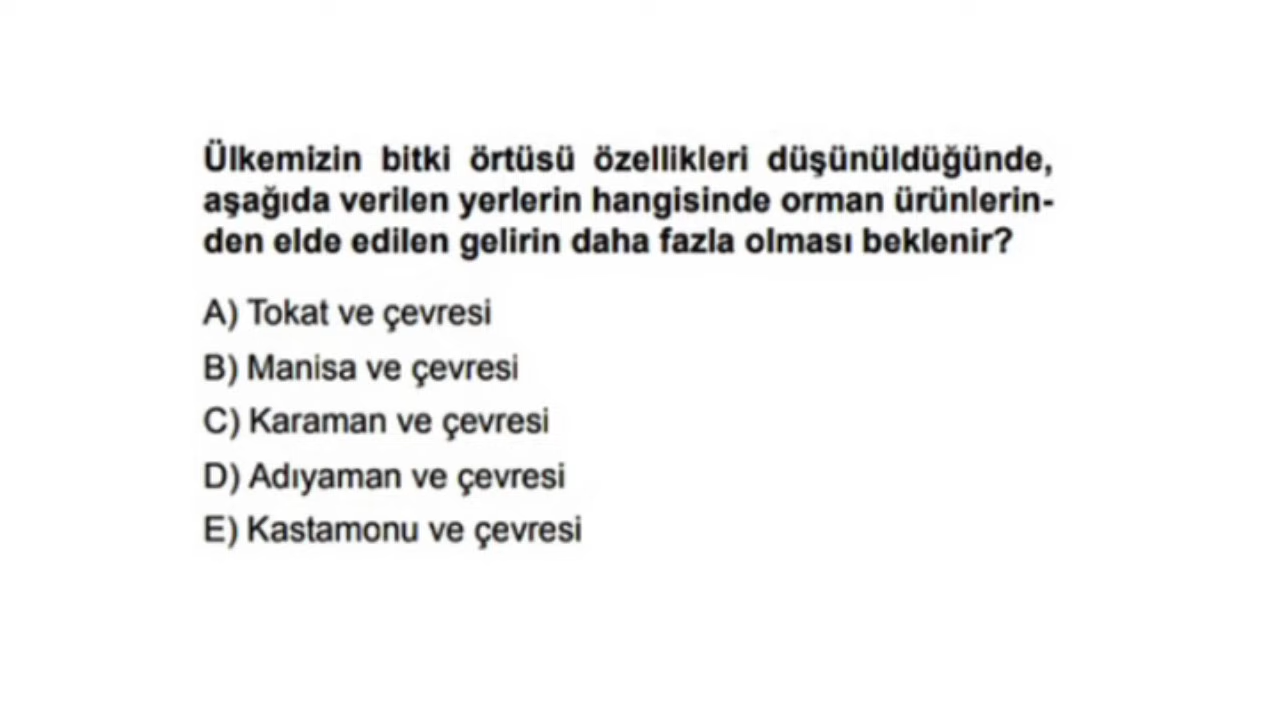 Ülkemizin bitki örtüsü özellikleri düşünüldüğünde,
aşağıda verilen yerlerin hangisinde orman ürünlerin-
den elde edilen gelirin daha fazla olması beklenir?
A) Tokat ve çevresi
B) Manisa ve çevresi
C) Karaman ve çevresi
D) Adıyaman ve çevresi
E) Kastamonu ve çevresi